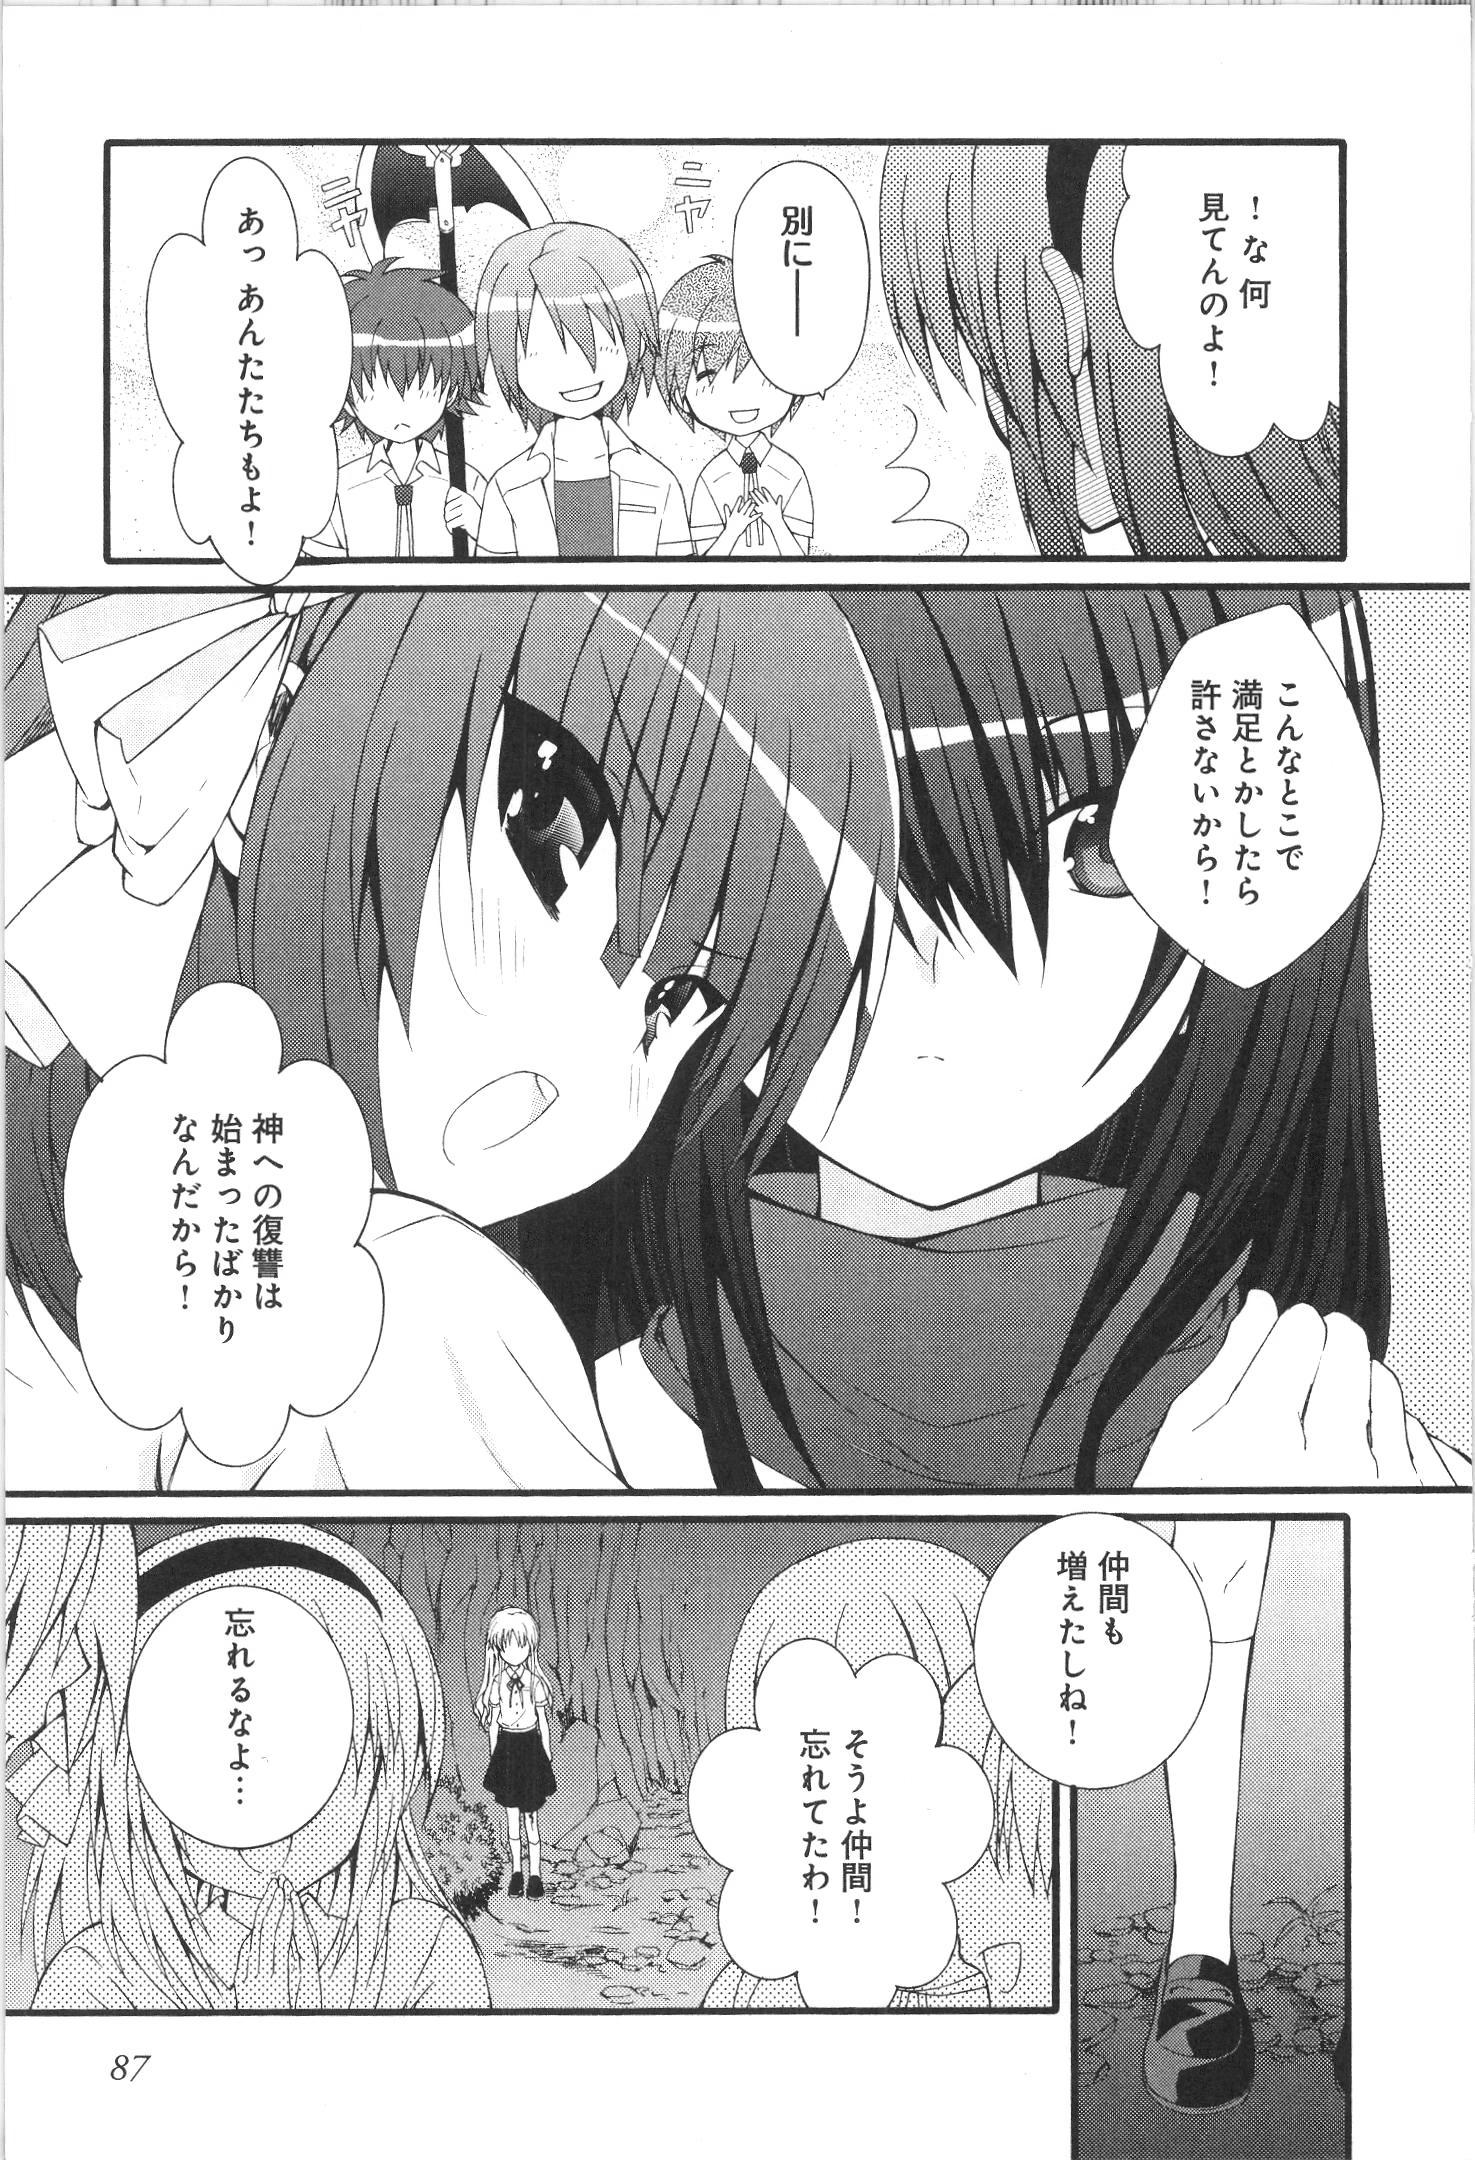 ！な 何
見てんのよ！
別に――
ニヤ
ニヤ
あっ あんたたちもよ！
こんなとこで
満足とかしたら
許さないから！
神への復讐は
始まったばかり
なんだから！
仲間も
増えたしね！
そうよ仲間！
忘れてたわ！
忘れるなよ…
87